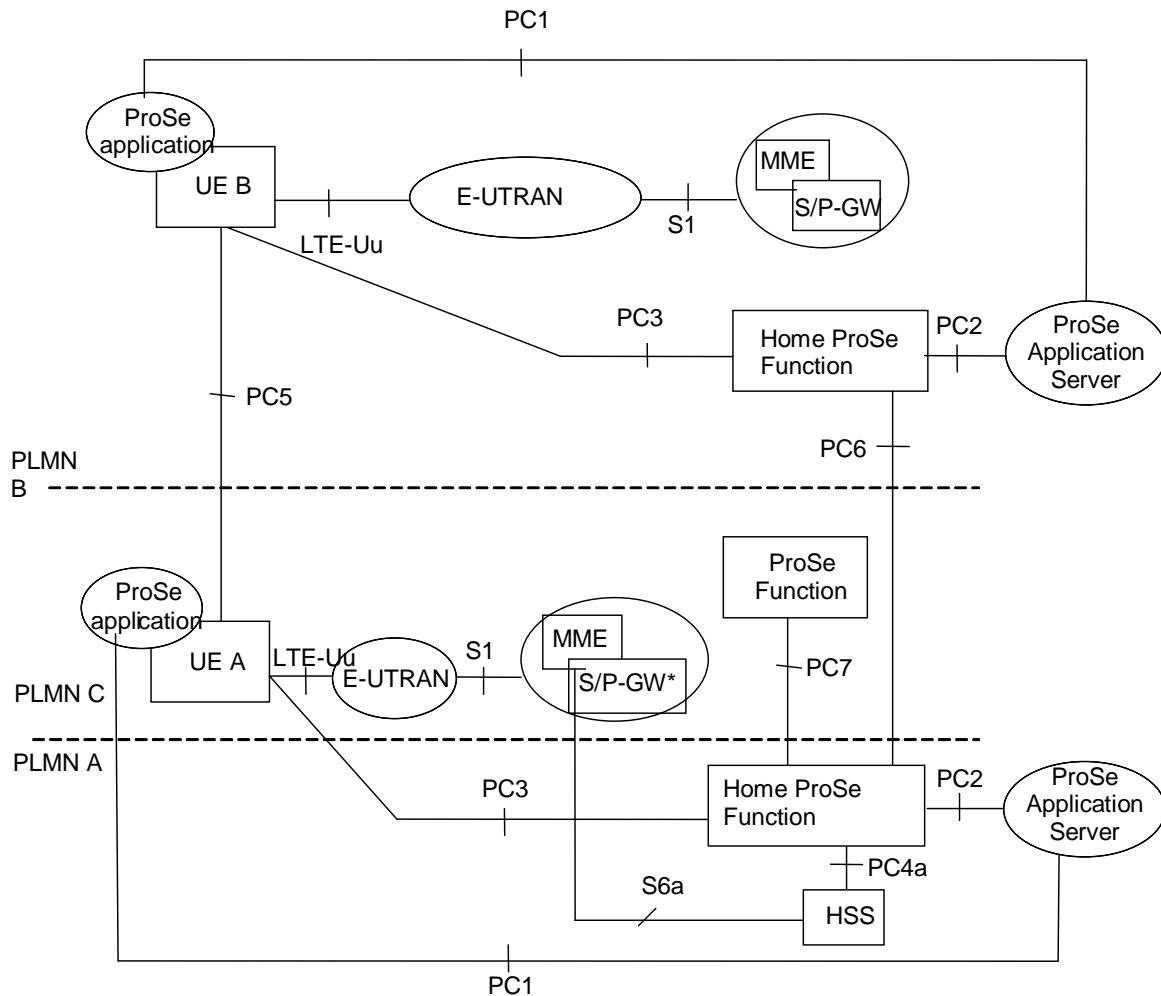 PC1
ProSe
application
UE B
E-UTRAN
MME
S/P-GW
S1
LTE-Uu
PC3
Home ProSe
Function
PC2
ProSe
Application
Server
PC5
PC6
PLMN
B
ProSe
Function
ProSe
application
UE A
LTE-Uu
E-UTRAN
S1
MME
S/P-GW*
PC7
PLMN C
PLMN A
PC3
Home ProSe
Function
PC2
ProSe
Application
Server
PC4a
S6a
HSS
PC1